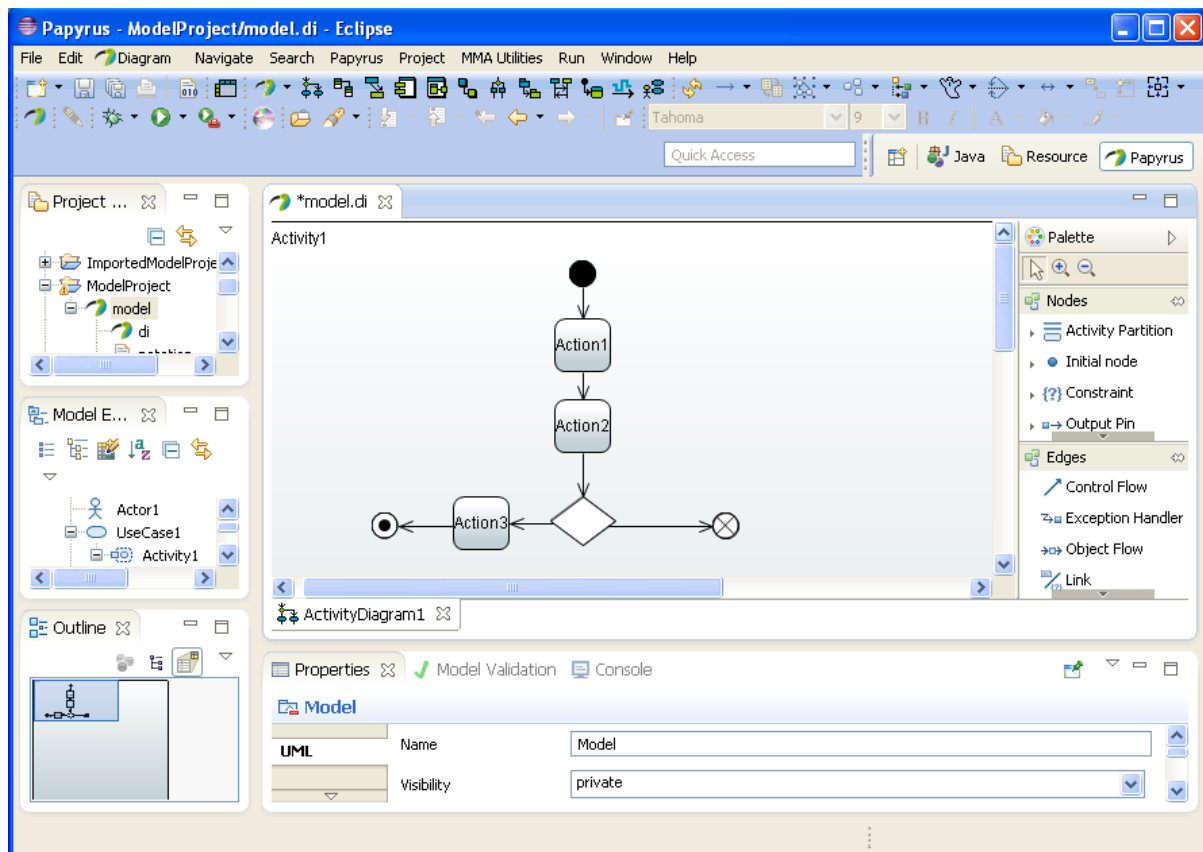 Papyrus - ModelProject/model.di - Eclipse
File Edit Diagram Navigate Search Papyrus Project MMA Utilities Run Window Help
010
Tahoma 9 B I A
Quick Access Java Resource Papyrus
Project ...
ImportedModelProje
ModelProject
model
di
Model E...
Actor1
UseCase1
Activity1
Outline
*model.di
Activity1
Action1
Action2
Action3
ActivityDiagram1
Palette
Nodes
Activity Partition
Initial node
{?} Constraint
Output Pin
Edges
Control Flow
Exception Handler
Object Flow
Link
Properties Model Validation Console
Model
UML
Name Model
Visibility private